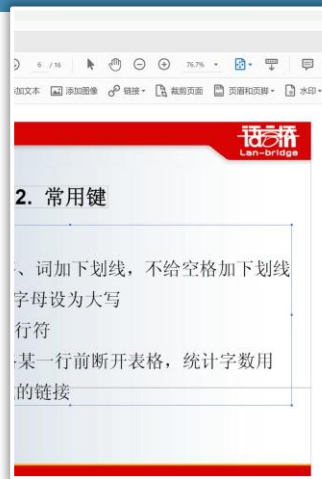 6 / 16 76.7%
加文本 添加图像 链接 裁剪页面 页眉和页脚 水印
语言桥
Lan-bridge
2. 常用键
、词加下划线，不给空格加下划线
字母设为大写
行符
某一行前断开表格，统计字数用
的链接